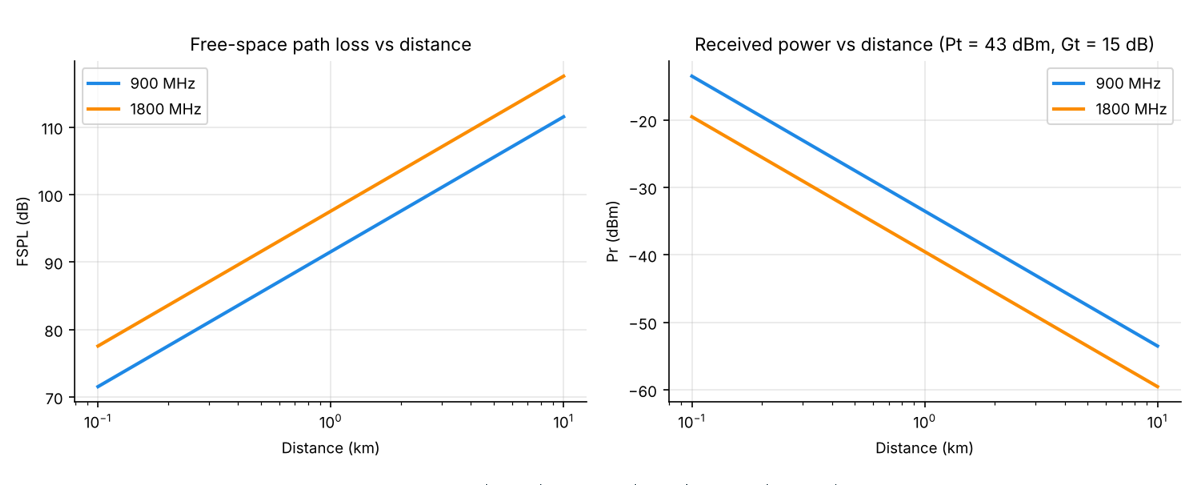 Free-space path loss vs distance
900 MHz
1800 MHz
FSPL (dB)
110
100
90
80
70
10⁻¹
10⁰
10¹
Distance (km)
Received power vs distance (Pt = 43 dBm, Gt = 15 dB)
900 MHz
1800 MHz
Pr (dBm)
−20
−30
−40
−50
−60
10⁻¹
10⁰
10¹
Distance (km)